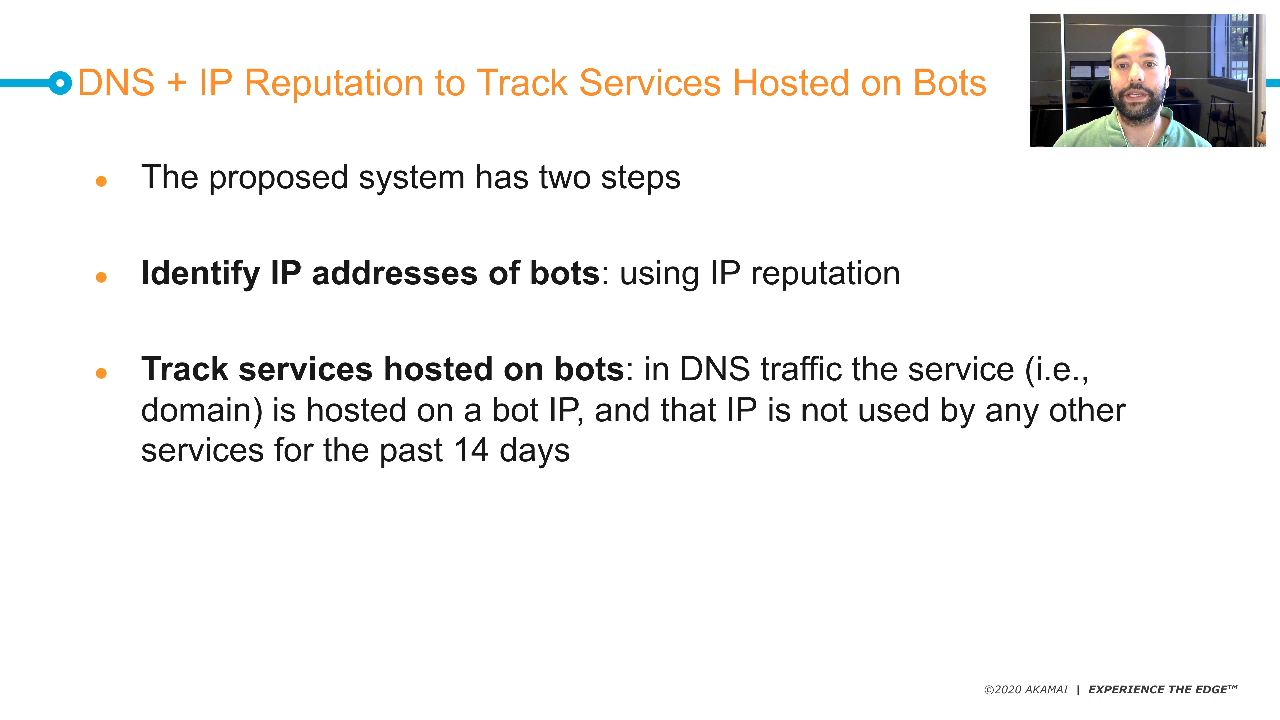 DNS + IP Reputation to Track Services Hosted on Bots
● The proposed system has two steps
● Identify IP addresses of bots: using IP reputation
● Track services hosted on bots: in DNS traffic the service (i.e.,
domain) is hosted on a bot IP, and that IP is not used by any other
services for the past 14 days
©2020 AKAMAI | EXPERIENCE THE EDGE™